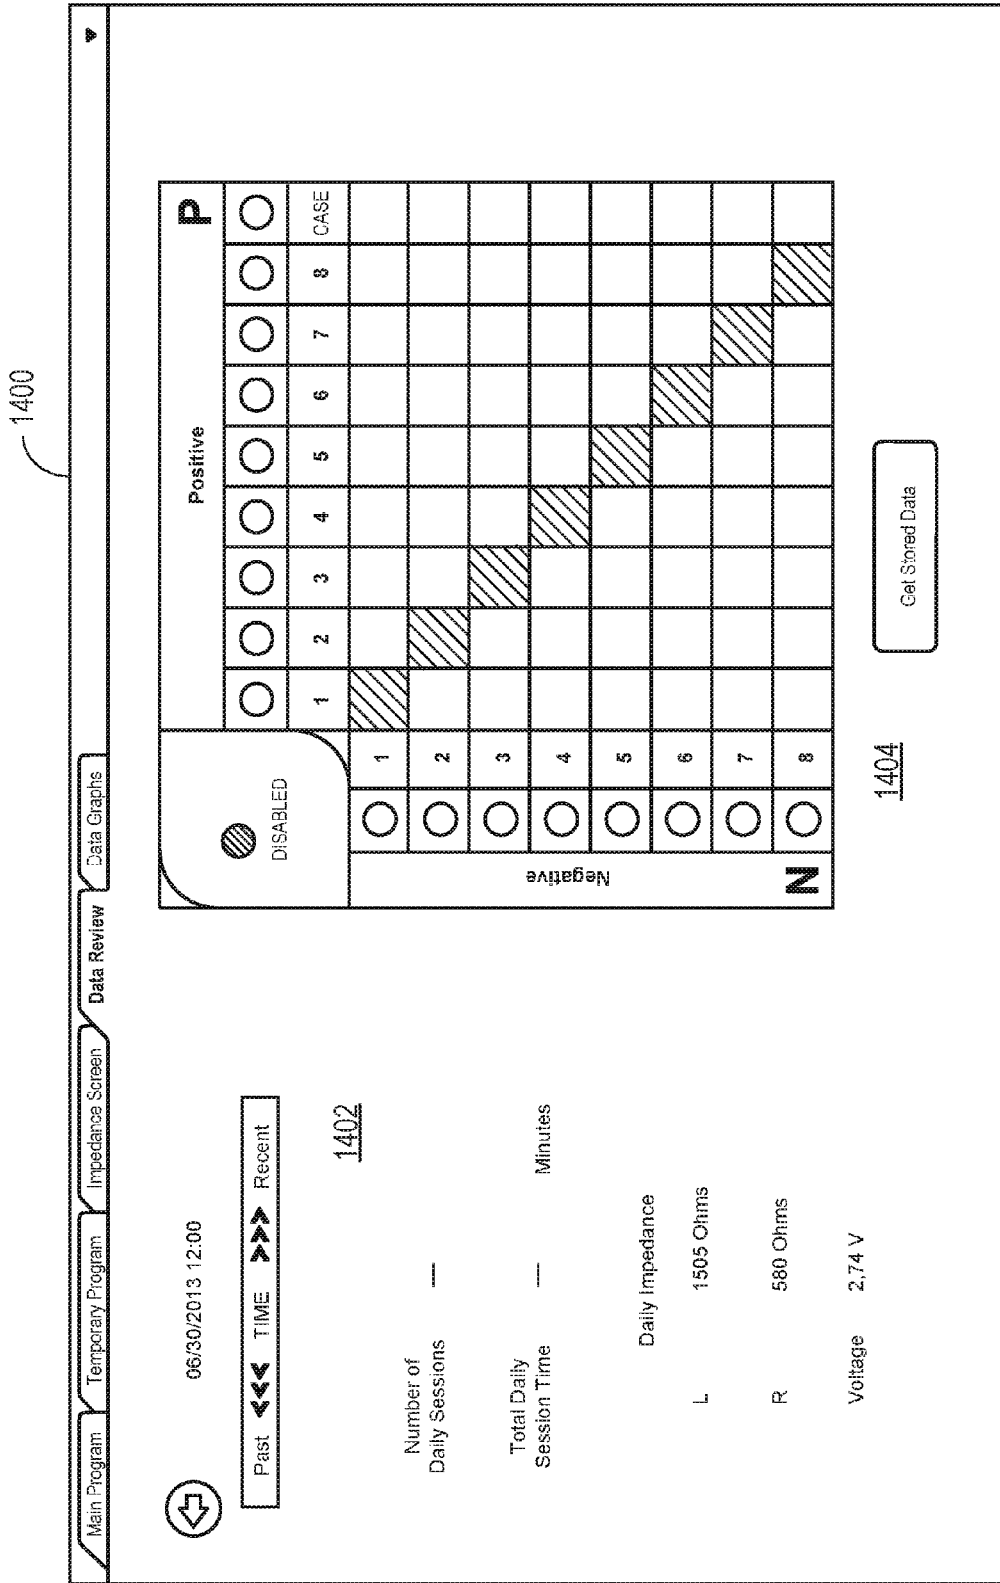 1400
Main Program
Temporary Program
Impedance Screen
Data Review
Data Graphs
06/30/2013 12:00
Past <<< TIME >>> Recent
1402
Number of
Daily Sessions —
Total Daily
Session Time — Minutes
Daily Impedance
L 1505 Ohms
R 580 Ohms
Voltage 2,74 V
DISABLED
Positive P
1 2 3 4 5 6 7 8 CASE
Negative
N
1
2
3
4
5
6
7
8
1404
Get Stored Data